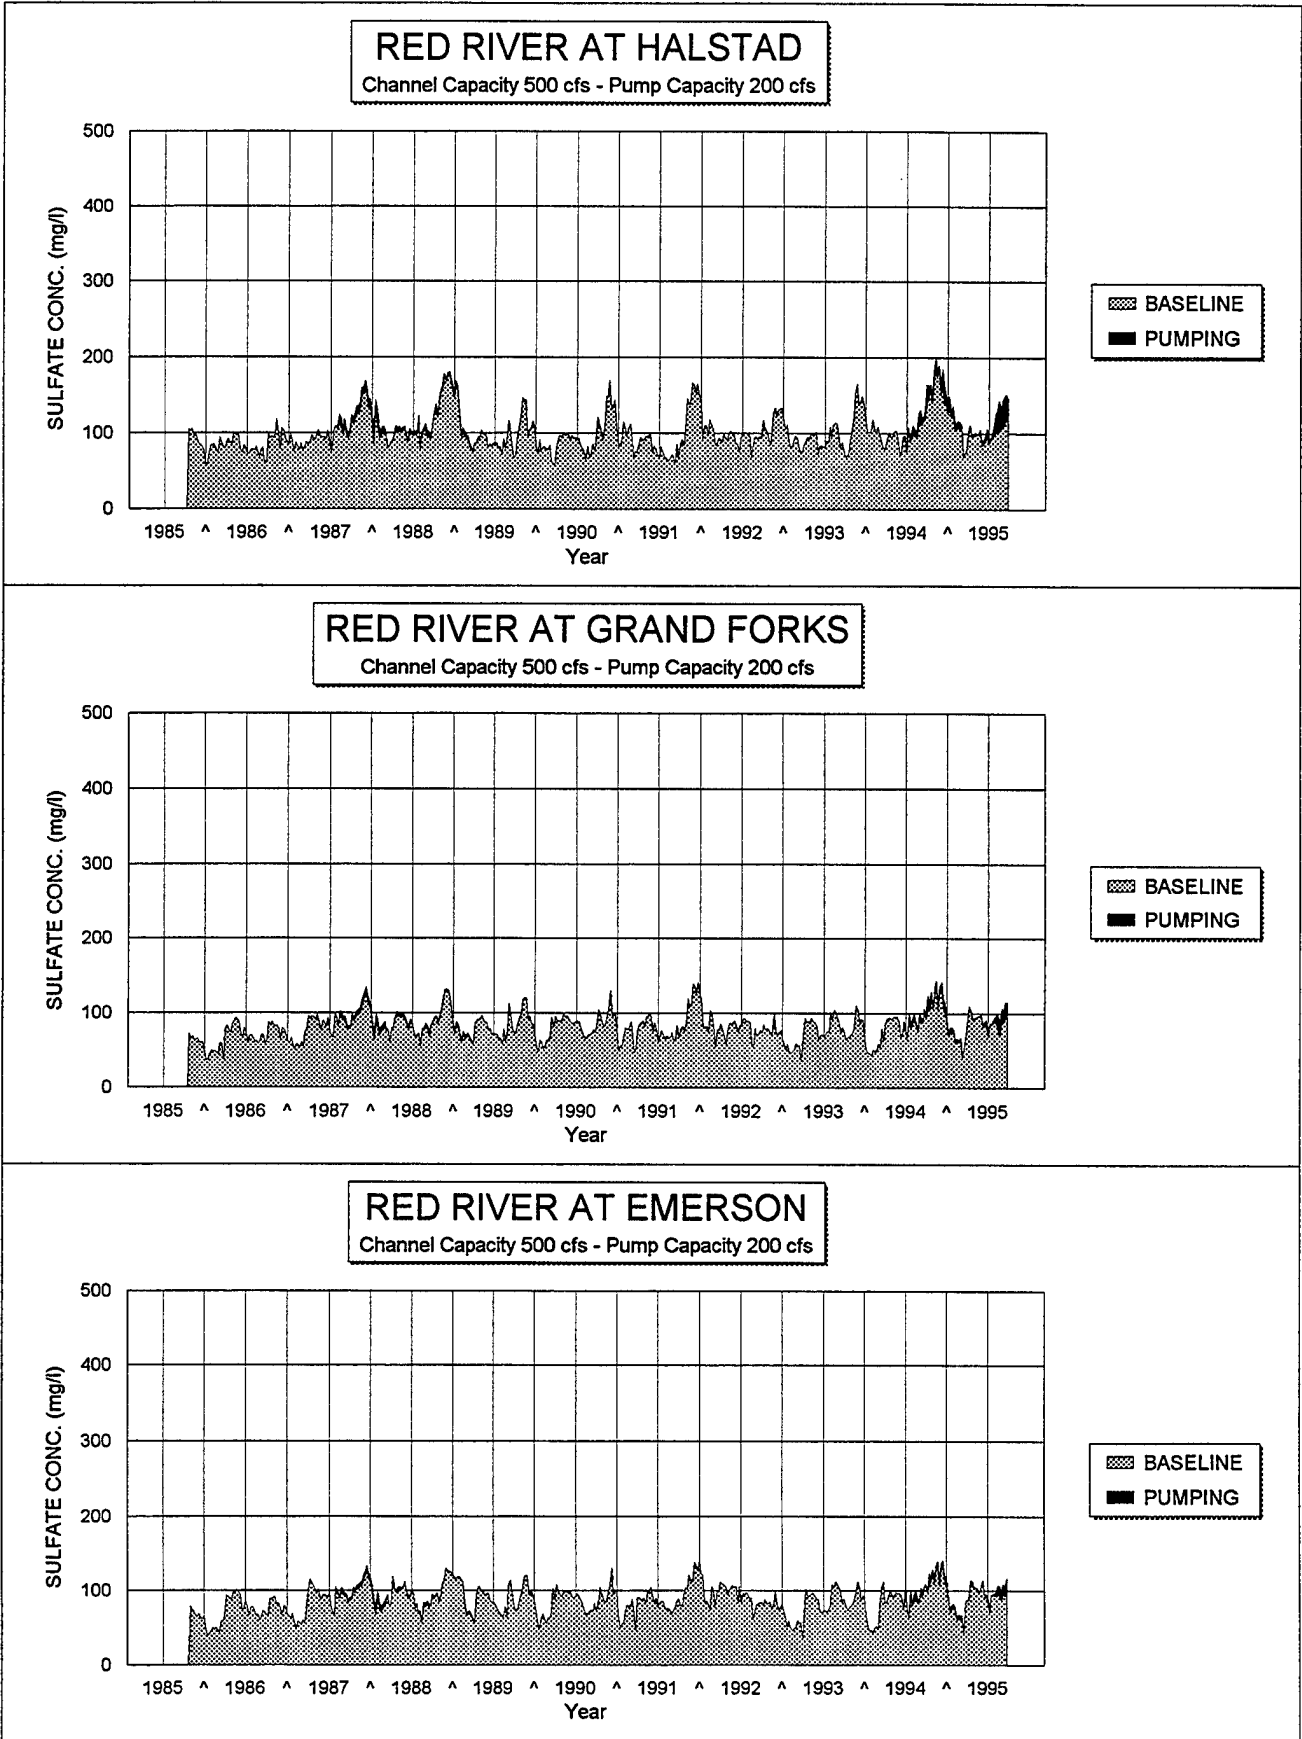 RED RIVER AT HALSTAD
Channel Capacity 500 cfs - Pump Capacity 200 cfs
500
400
300
200
100
0
SULFATE CONC. (mg/l)
1985 ^ 1986 ^ 1987 ^ 1988 ^ 1989 ^ 1990 ^ 1991 ^ 1992 ^ 1993 ^ 1994 ^ 1995
Year
BASELINE
PUMPING
RED RIVER AT GRAND FORKS
Channel Capacity 500 cfs - Pump Capacity 200 cfs
500
400
300
200
100
0
SULFATE CONC. (mg/l)
1985 ^ 1986 ^ 1987 ^ 1988 ^ 1989 ^ 1990 ^ 1991 ^ 1992 ^ 1993 ^ 1994 ^ 1995
Year
BASELINE
PUMPING
RED RIVER AT EMERSON
Channel Capacity 500 cfs - Pump Capacity 200 cfs
500
400
300
200
100
0
SULFATE CONC. (mg/l)
1985 ^ 1986 ^ 1987 ^ 1988 ^ 1989 ^ 1990 ^ 1991 ^ 1992 ^ 1993 ^ 1994 ^ 1995
Year
BASELINE
PUMPING